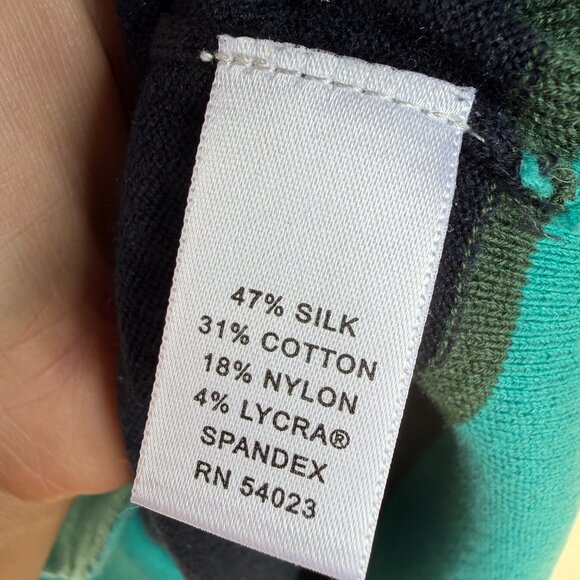 47% SILK
31% COTTON
18% NYLON
4% LYCRA®
SPANDEX
RN 54023